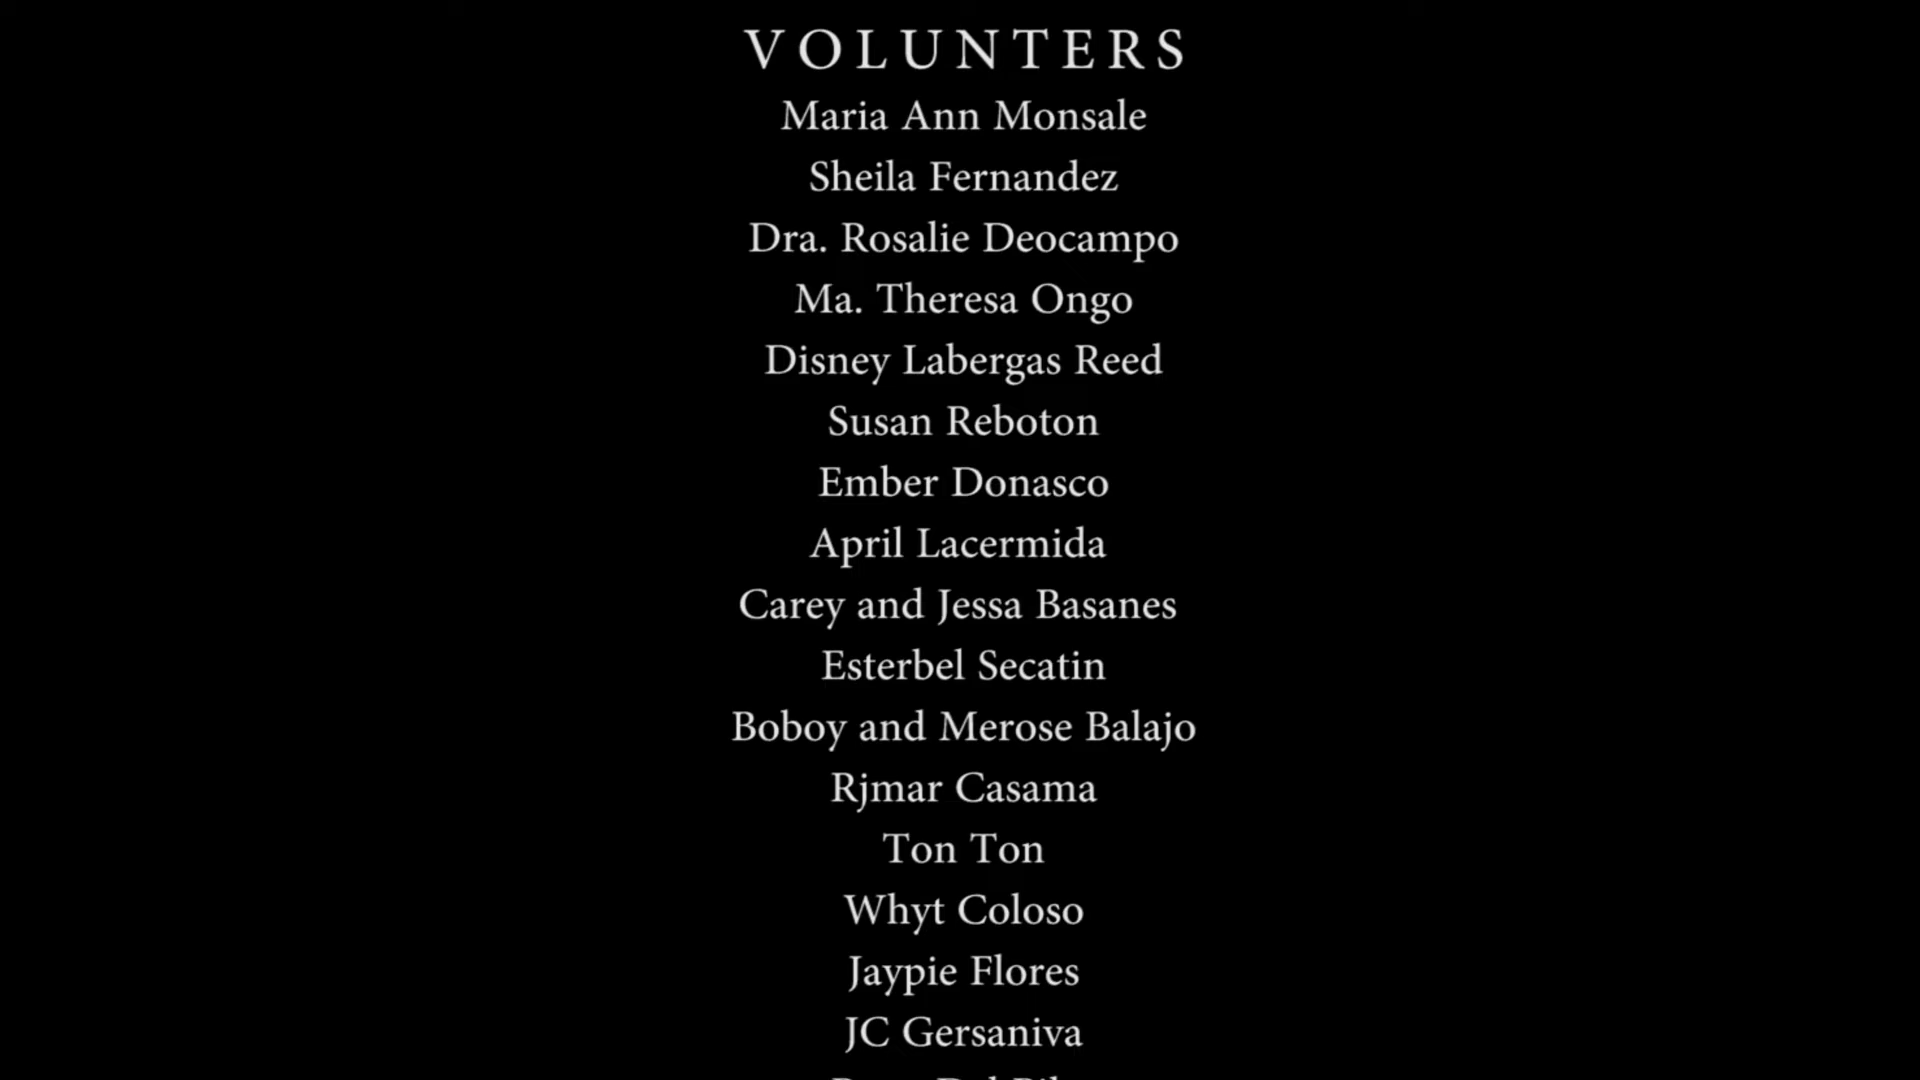 VOLUNTERS
Maria Ann Monsale
Sheila Fernandez
Dra. Rosalie Deocampo
Ma. Theresa Ongo
Disney Labergas Reed
Susan Reboton
Ember Donasco
April Lacermida
Carey and Jessa Basanes
Esterbel Secatin
Boboy and Merose Balajo
Rjmar Casama
Ton Ton
Whyt Coloso
Jaypie Flores
JC Gersaniva